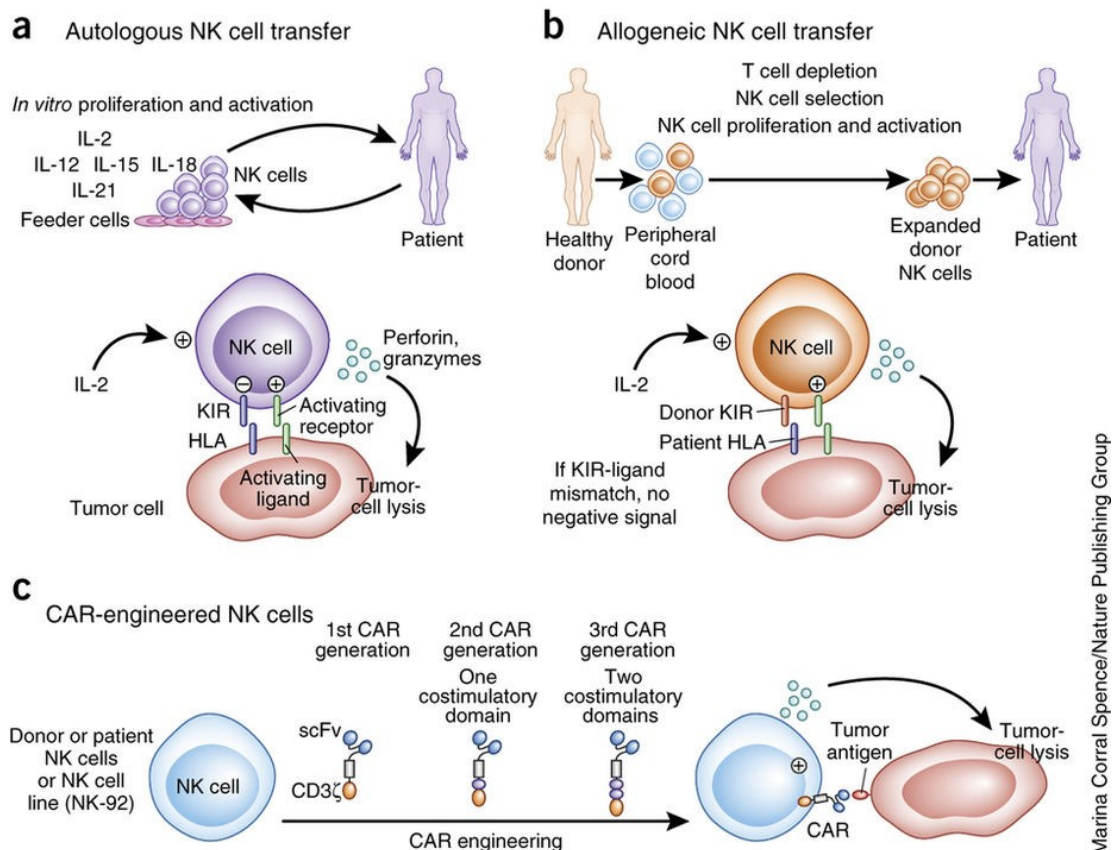 a
Autologous NK cell transfer
In vitro proliferation and activation
IL-2
IL-12 IL-15 IL-18
IL-21
Feeder cells
NK cells
Patient
IL-2
+
NK cell
− +
Perforin,
granzymes
KIR
HLA
Activating
receptor
Activating
ligand
Tumor cell
Tumor-
cell lysis
b
Allogeneic NK cell transfer
T cell depletion
NK cell selection
NK cell proliferation and activation
Healthy
donor
Peripheral
cord
blood
Expanded
donor
NK cells
Patient
IL-2
+
NK cell
+
Donor KIR
Patient HLA
If KIR-ligand
mismatch, no
negative signal
Tumor-
cell lysis
c
CAR-engineered NK cells
1st CAR
generation
2nd CAR
generation
One
costimulatory
domain
3rd CAR
generation
Two
costimulatory
domains
Donor or patient
NK cells
or NK cell
line (NK-92)
NK cell
scFv
CD3ζ
CAR engineering
+
CAR
Tumor
antigen
Tumor-
cell lysis
Marina Corral Spence/Nature Publishing Group